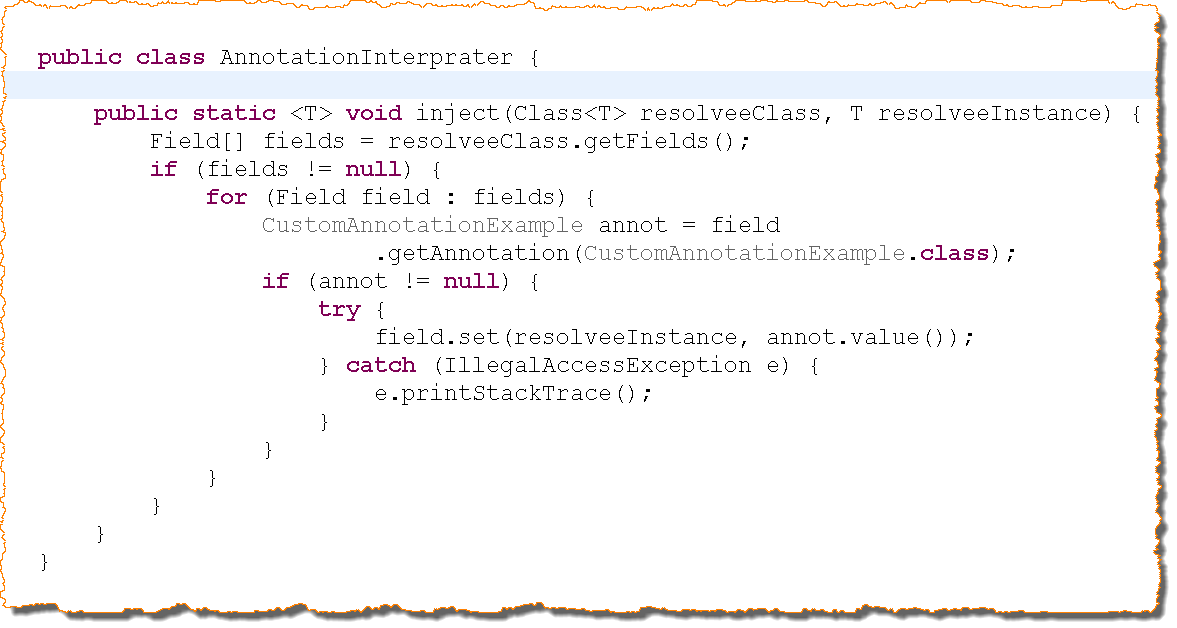 public class AnnotationInterprater {
public static <T> void inject(Class<T> resolveeClass, T resolveeInstance) {
Field[] fields = resolveeClass.getFields();
if (fields != null) {
for (Field field : fields) {
CustomAnnotationExample annot = field
.getAnnotation(CustomAnnotationExample.class);
if (annot != null) {
try {
field.set(resolveeInstance, annot.value());
} catch (IllegalAccessException e) {
e.printStackTrace();
}
}
}
}
}
}